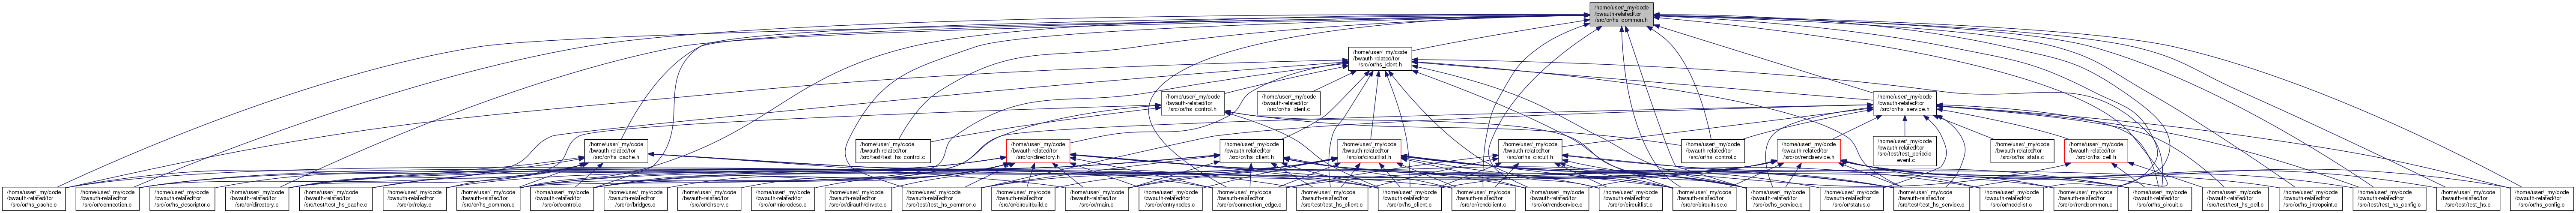 /home/user/_my/code
/bwauth-related/tor
/src/or/hs_common.h
/home/user/_my/code
/bwauth-related/tor
/src/or/hs_ident.h
/home/user/_my/code
/bwauth-related/tor
/src/or/hs_control.h
/home/user/_my/code
/bwauth-related/tor
/src/or/hs_ident.c
/home/user/_my/code
/bwauth-related/tor
/src/or/hs_service.h
/home/user/_my/code
/bwauth-related/tor
/src/or/hs_cache.h
/home/user/_my/code
/bwauth-related/tor
/src/test/test_hs_control.c
/home/user/_my/code
/bwauth-related/tor
/src/or/directory.h
/home/user/_my/code
/bwauth-related/tor
/src/or/hs_client.h
/home/user/_my/code
/bwauth-related/tor
/src/or/circuitlist.h
/home/user/_my/code
/bwauth-related/tor
/src/or/hs_circuit.h
/home/user/_my/code
/bwauth-related/tor
/src/or/hs_control.c
/home/user/_my/code
/bwauth-related/tor
/src/or/rendservice.h
/home/user/_my/code
/bwauth-related/tor
/src/test/test_periodic
_event.c
/home/user/_my/code
/bwauth-related/tor
/src/or/hs_stats.c
/home/user/_my/code
/bwauth-related/tor
/src/or/hs_cell.h
/home/user/_my/code
/bwauth-related/tor
/src/or/hs_cache.c
/home/user/_my/code
/bwauth-related/tor
/src/or/connection.c
/home/user/_my/code
/bwauth-related/tor
/src/or/hs_descriptor.c
/home/user/_my/code
/bwauth-related/tor
/src/or/directory.c
/home/user/_my/code
/bwauth-related/tor
/src/test/test_hs_cache.c
/home/user/_my/code
/bwauth-related/tor
/src/or/relay.c
/home/user/_my/code
/bwauth-related/tor
/src/or/hs_common.c
/home/user/_my/code
/bwauth-related/tor
/src/or/control.c
/home/user/_my/code
/bwauth-related/tor
/src/or/bridges.c
/home/user/_my/code
/bwauth-related/tor
/src/or/dirserv.c
/home/user/_my/code
/bwauth-related/tor
/src/or/microdesc.c
/home/user/_my/code
/bwauth-related/tor
/src/or/dirauth/dirvote.c
/home/user/_my/code
/bwauth-related/tor
/src/test/test_hs_common.c
/home/user/_my/code
/bwauth-related/tor
/src/or/circuitbuild.c
/home/user/_my/code
/bwauth-related/tor
/src/or/main.c
/home/user/_my/code
/bwauth-related/tor
/src/or/entrynodes.c
/home/user/_my/code
/bwauth-related/tor
/src/or/connection_edge.c
/home/user/_my/code
/bwauth-related/tor
/src/test/test_hs_client.c
/home/user/_my/code
/bwauth-related/tor
/src/or/hs_client.c
/home/user/_my/code
/bwauth-related/tor
/src/or/rendclient.c
/home/user/_my/code
/bwauth-related/tor
/src/or/rendservice.c
/home/user/_my/code
/bwauth-related/tor
/src/or/circuitlist.c
/home/user/_my/code
/bwauth-related/tor
/src/or/circuituse.c
/home/user/_my/code
/bwauth-related/tor
/src/or/hs_service.c
/home/user/_my/code
/bwauth-related/tor
/src/or/status.c
/home/user/_my/code
/bwauth-related/tor
/src/test/test_hs_service.c
/home/user/_my/code
/bwauth-related/tor
/src/or/nodelist.c
/home/user/_my/code
/bwauth-related/tor
/src/or/rendcommon.c
/home/user/_my/code
/bwauth-related/tor
/src/or/hs_circuit.c
/home/user/_my/code
/bwauth-related/tor
/src/test/test_hs_cell.c
/home/user/_my/code
/bwauth-related/tor
/src/or/hs_intropoint.c
/home/user/_my/code
/bwauth-related/tor
/src/test/test_hs_config.c
/home/user/_my/code
/bwauth-related/tor
/src/test/test_hs.c
/home/user/_my/code
/bwauth-related/tor
/src/or/hs_config.c